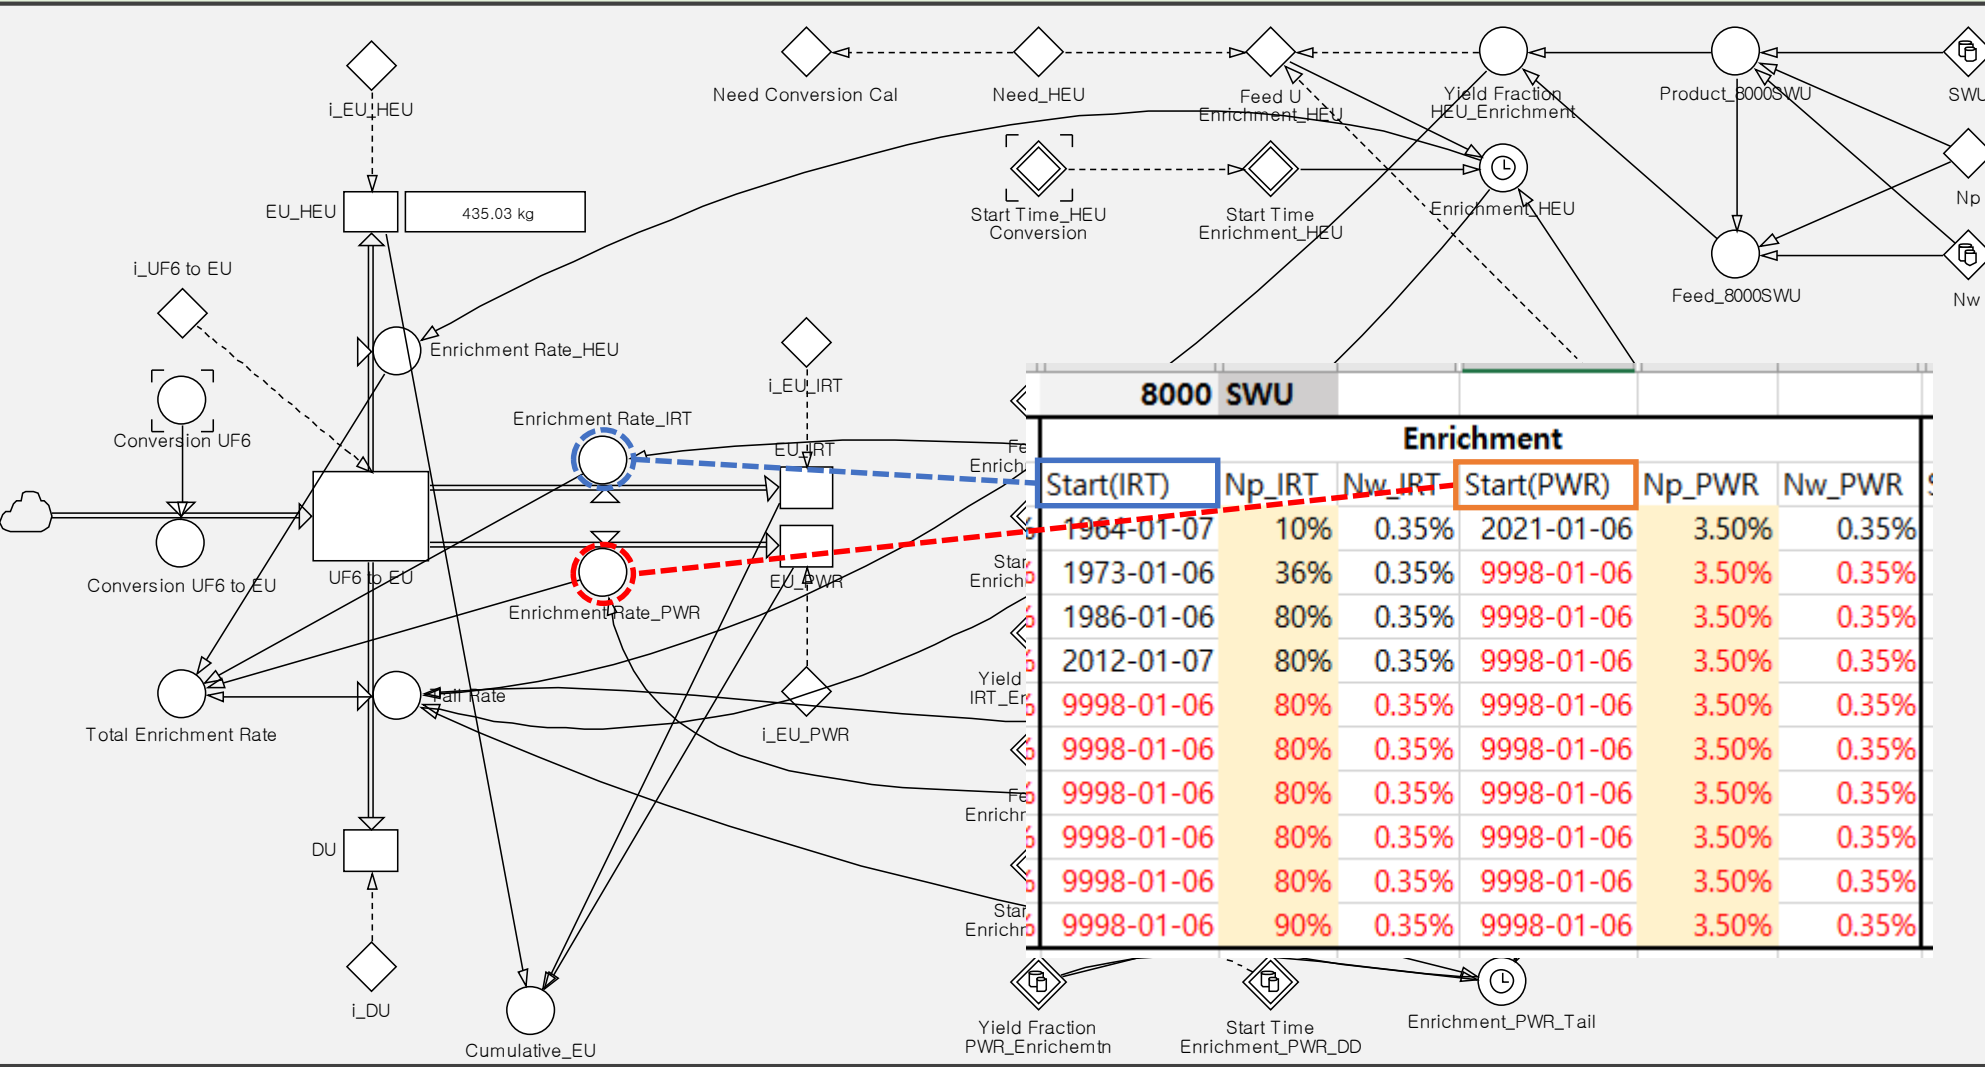 i_EU_HEU
Need Conversion Cal
Need_HEU
Feed U
Enrichment_HEU
Yield Fraction
HEU_Enrichment
Product_8000SWU
SWU
EU_HEU
435.03 kg
Start Time_HEU
Conversion
Start Time
Enrichment_HEU
Enrichment_HEU
Np
i_UF6 to EU
Feed_8000SWU
Nw
Enrichment Rate_HEU
i_EU_IRT
Conversion UF6
Enrichment Rate_IRT
EU_IRT
UF6 to EU
Conversion UF6 to EU
EU_PWR
Enrichment Rate_PWR
Tail Rate
Total Enrichment Rate
i_EU_PWR
DU
i_DU
Cumulative_EU
Fe
Enrich
Star
Enrich
Yield
IRT_Er
Fe
Enrichr
Star
Enrichr
8000 SWU
Enrichment
Start(IRT) Np_IRT Nw_IRT Start(PWR) Np_PWR Nw_PWR
1964-01-07 10% 0.35% 2021-01-06 3.50% 0.35%
1973-01-06 36% 0.35% 9998-01-06 3.50% 0.35%
1986-01-06 80% 0.35% 9998-01-06 3.50% 0.35%
2012-01-07 80% 0.35% 9998-01-06 3.50% 0.35%
9998-01-06 80% 0.35% 9998-01-06 3.50% 0.35%
9998-01-06 80% 0.35% 9998-01-06 3.50% 0.35%
9998-01-06 80% 0.35% 9998-01-06 3.50% 0.35%
9998-01-06 80% 0.35% 9998-01-06 3.50% 0.35%
9998-01-06 80% 0.35% 9998-01-06 3.50% 0.35%
9998-01-06 90% 0.35% 9998-01-06 3.50% 0.35%
Yield Fraction
PWR_Enrichemtn
Start Time
Enrichment_PWR_DD
Enrichment_PWR_Tail